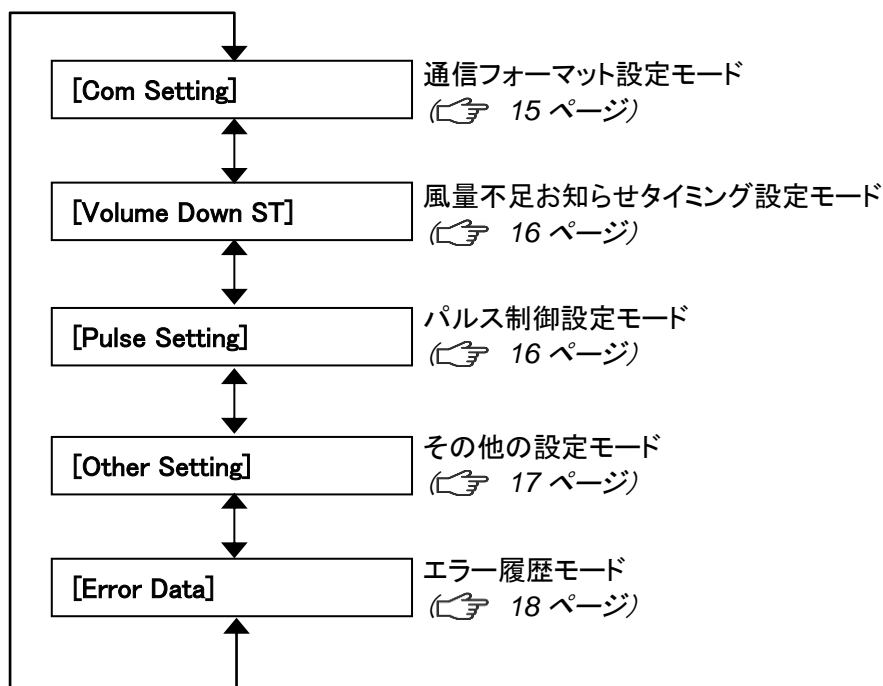 [Com Setting]
通信フォーマット設定モード
(☞ 15 ページ)
[Volume Down ST]
風量不足お知らせタイミング設定モード
(☞ 16 ページ)
[Pulse Setting]
パルス制御設定モード
(☞ 16 ページ)
[Other Setting]
その他の設定モード
(☞ 17 ページ)
[Error Data]
エラー履歴モード
(☞ 18 ページ)